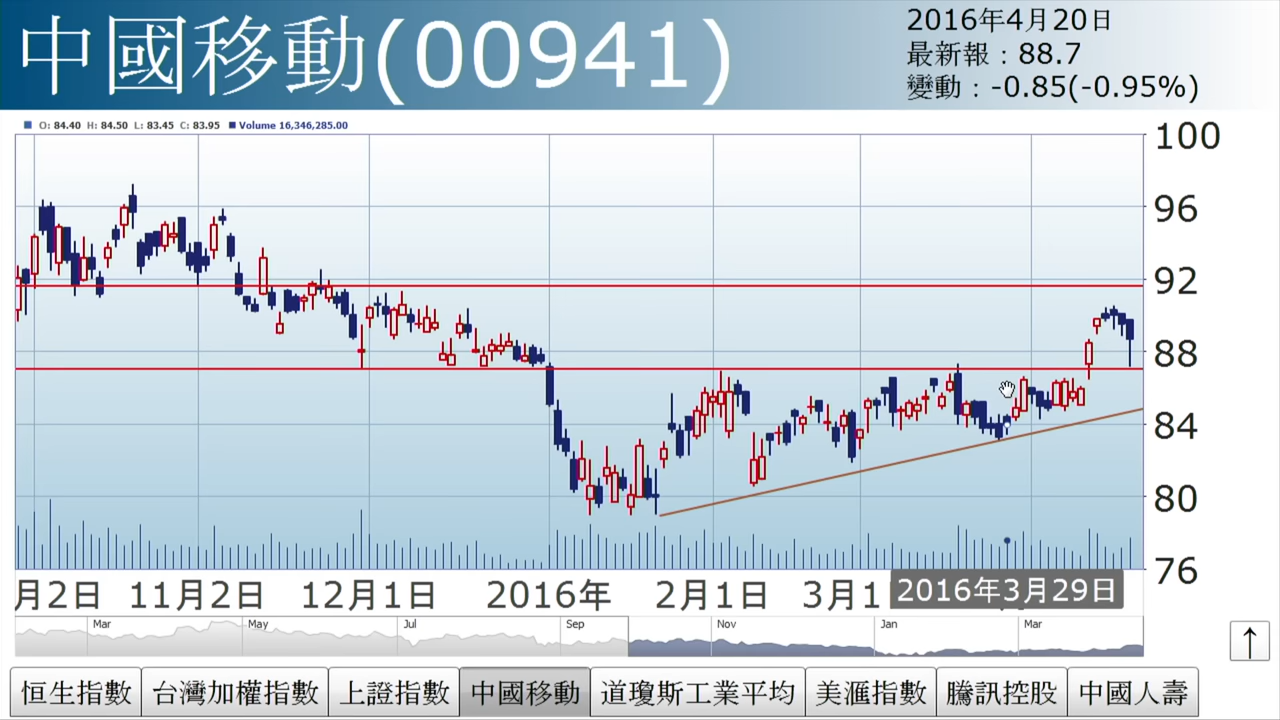 中國移動(00941)
2016年4月20日
最新報：88.7
變動：-0.85(-0.95%)
O: 84.40 H: 84.50 L: 83.45 C: 83.95 Volume 16,346,285.00
100
96
92
88
84
80
76
月2日 11月2日 12月1日 2016年 2月1日 3月1 2016年3月29日
Mar May Jul Sep Nov Jan Mar
↑
恒生指數 台灣加權指數 上證指數 中國移動 道瓊斯工業平均 美滙指數 騰訊控股 中國人壽